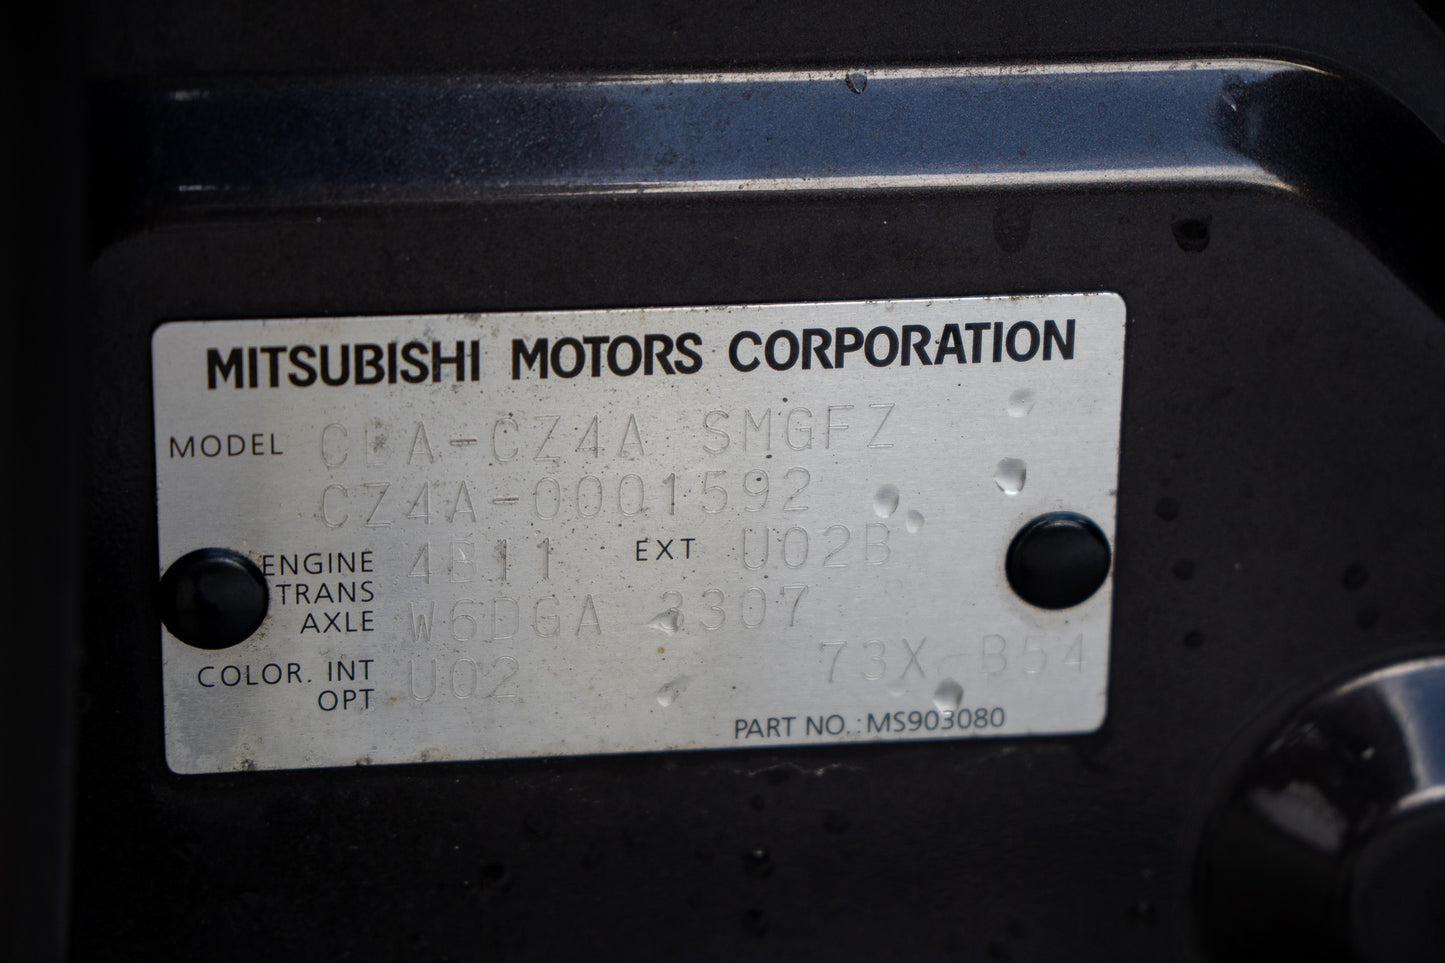 MITSUBISHI MOTORS CORPORATION
MODEL CBA-CZ4A SMGFZ
CZ4A-0001592
ENGINE 4B11 EXT U02B
TRANS
AXLE W6DGA 3307
COLOR. INT U02 73X B54
OPT
PART NO.:MS903080